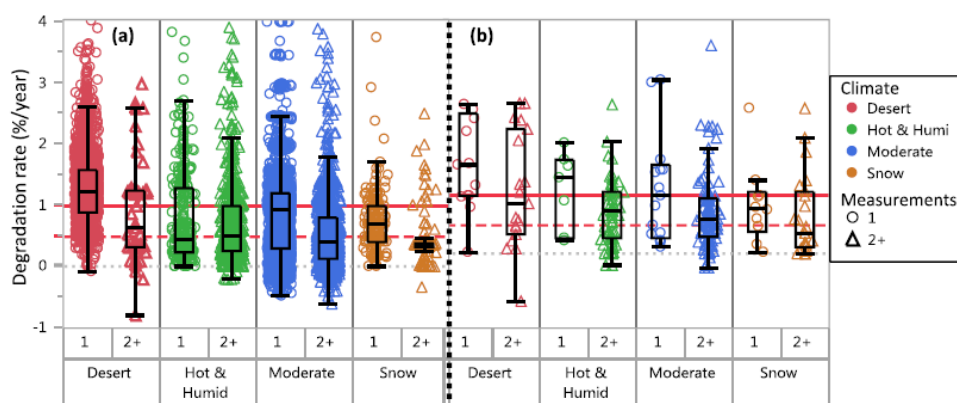 Degradation rate (%/year)
4
3
2
1
0
-1
(a)
(b)
1 2+ 1 2+ 1 2+ 1 2+ 1 2+ 1 2+ 1 2+ 1 2+
Desert Hot & Moderate Snow Desert Hot & Moderate Snow
Humid Humid
Climate
Desert
Hot & Humi
Moderate
Snow
Measurements
1
2+